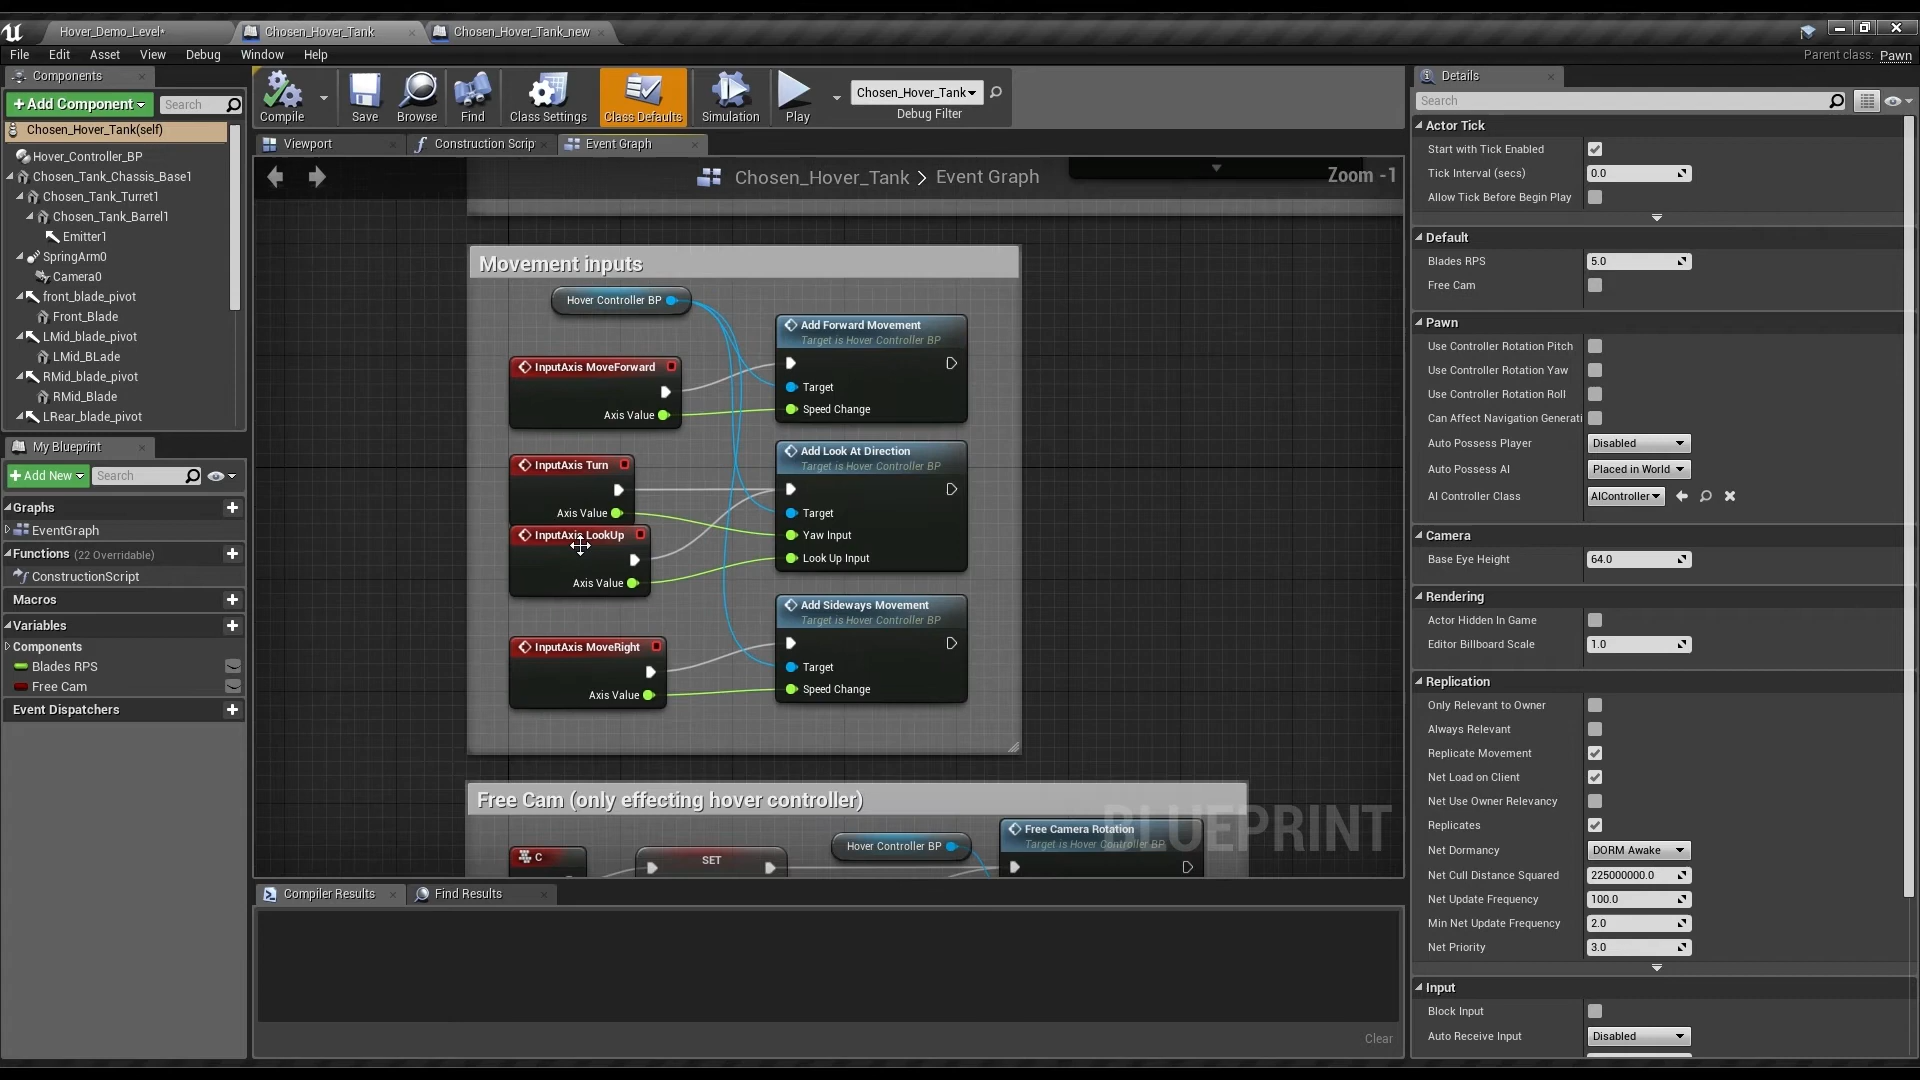 Hover_Demo_Level*
Chosen_Hover_Tank
Chosen_Hover_Tank_new
File Edit Asset View Debug Window Help
Parent class: Pawn
Components
+Add Component
Search
Chosen_Hover_Tank(self)
Hover_Controller_BP
Chosen_Tank_Chassis_Base1
Chosen_Tank_Turret1
Chosen_Tank_Barrel1
Emitter1
SpringArm0
Camera0
front_blade_pivot
Front_Blade
LMid_blade_pivot
LMid_BLade
RMid_blade_pivot
RMid_Blade
LRear_blade_pivot
My Blueprint
+Add New
Search
Graphs
EventGraph
Functions (22 Overridable)
ConstructionScript
Macros
Variables
Components
Blades RPS
Free Cam
Event Dispatchers
Compile
Save
Browse
Find
Class Settings
Class Defaults
Simulation
Play
Chosen_Hover_Tank
Debug Filter
Viewport
Construction Scrip
Event Graph
Chosen_Hover_Tank > Event Graph
Zoom -1
Movement inputs
Hover Controller BP
Add Forward Movement
Target is Hover Controller BP
Target
Speed Change
InputAxis MoveForward
Axis Value
Add Look At Direction
Target is Hover Controller BP
Target
Yaw Input
Look Up Input
InputAxis Turn
Axis Value
InputAxis LookUp
Axis Value
Add Sideways Movement
Target is Hover Controller BP
Target
Speed Change
InputAxis MoveRight
Axis Value
Free Cam (only effecting hover controller)
C
SET
Hover Controller BP
Free Camera Rotation
Target is Hover Controller BP
BLUEPRINT
Compiler Results
Find Results
Clear
Details
Search
Actor Tick
Start with Tick Enabled
Tick Interval (secs) 0.0
Allow Tick Before Begin Play
Default
Blades RPS 5.0
Free Cam
Pawn
Use Controller Rotation Pitch
Use Controller Rotation Yaw
Use Controller Rotation Roll
Can Affect Navigation Generati
Auto Possess Player Disabled
Auto Possess AI Placed in World
AI Controller Class AIController
Camera
Base Eye Height 64.0
Rendering
Actor Hidden In Game
Editor Billboard Scale 1.0
Replication
Only Relevant to Owner
Always Relevant
Replicate Movement
Net Load on Client
Net Use Owner Relevancy
Replicates
Net Dormancy DORM Awake
Net Cull Distance Squared 225000000.0
Net Update Frequency 100.0
Min Net Update Frequency 2.0
Net Priority 3.0
Input
Block Input
Auto Receive Input Disabled